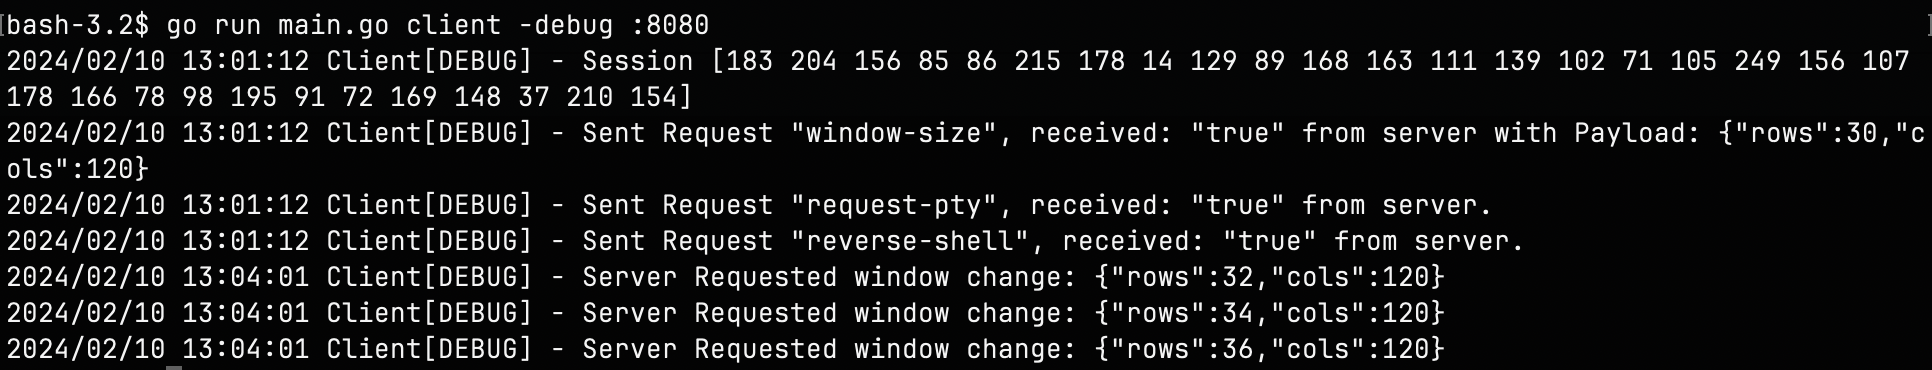 bash-3.2$ go run main.go client -debug :8080
2024/02/10 13:01:12 Client[DEBUG] - Session [183 204 156 85 86 215 178 14 129 89 168 163 111 139 102 71 105 249 156 107
178 166 78 98 195 91 72 169 148 37 210 154]
2024/02/10 13:01:12 Client[DEBUG] - Sent Request "window-size", received: "true" from server with Payload: {"rows":30,"c
ols":120}
2024/02/10 13:01:12 Client[DEBUG] - Sent Request "request-pty", received: "true" from server.
2024/02/10 13:01:12 Client[DEBUG] - Sent Request "reverse-shell", received: "true" from server.
2024/02/10 13:04:01 Client[DEBUG] - Server Requested window change: {"rows":32,"cols":120}
2024/02/10 13:04:01 Client[DEBUG] - Server Requested window change: {"rows":34,"cols":120}
2024/02/10 13:04:01 Client[DEBUG] - Server Requested window change: {"rows":36,"cols":120}